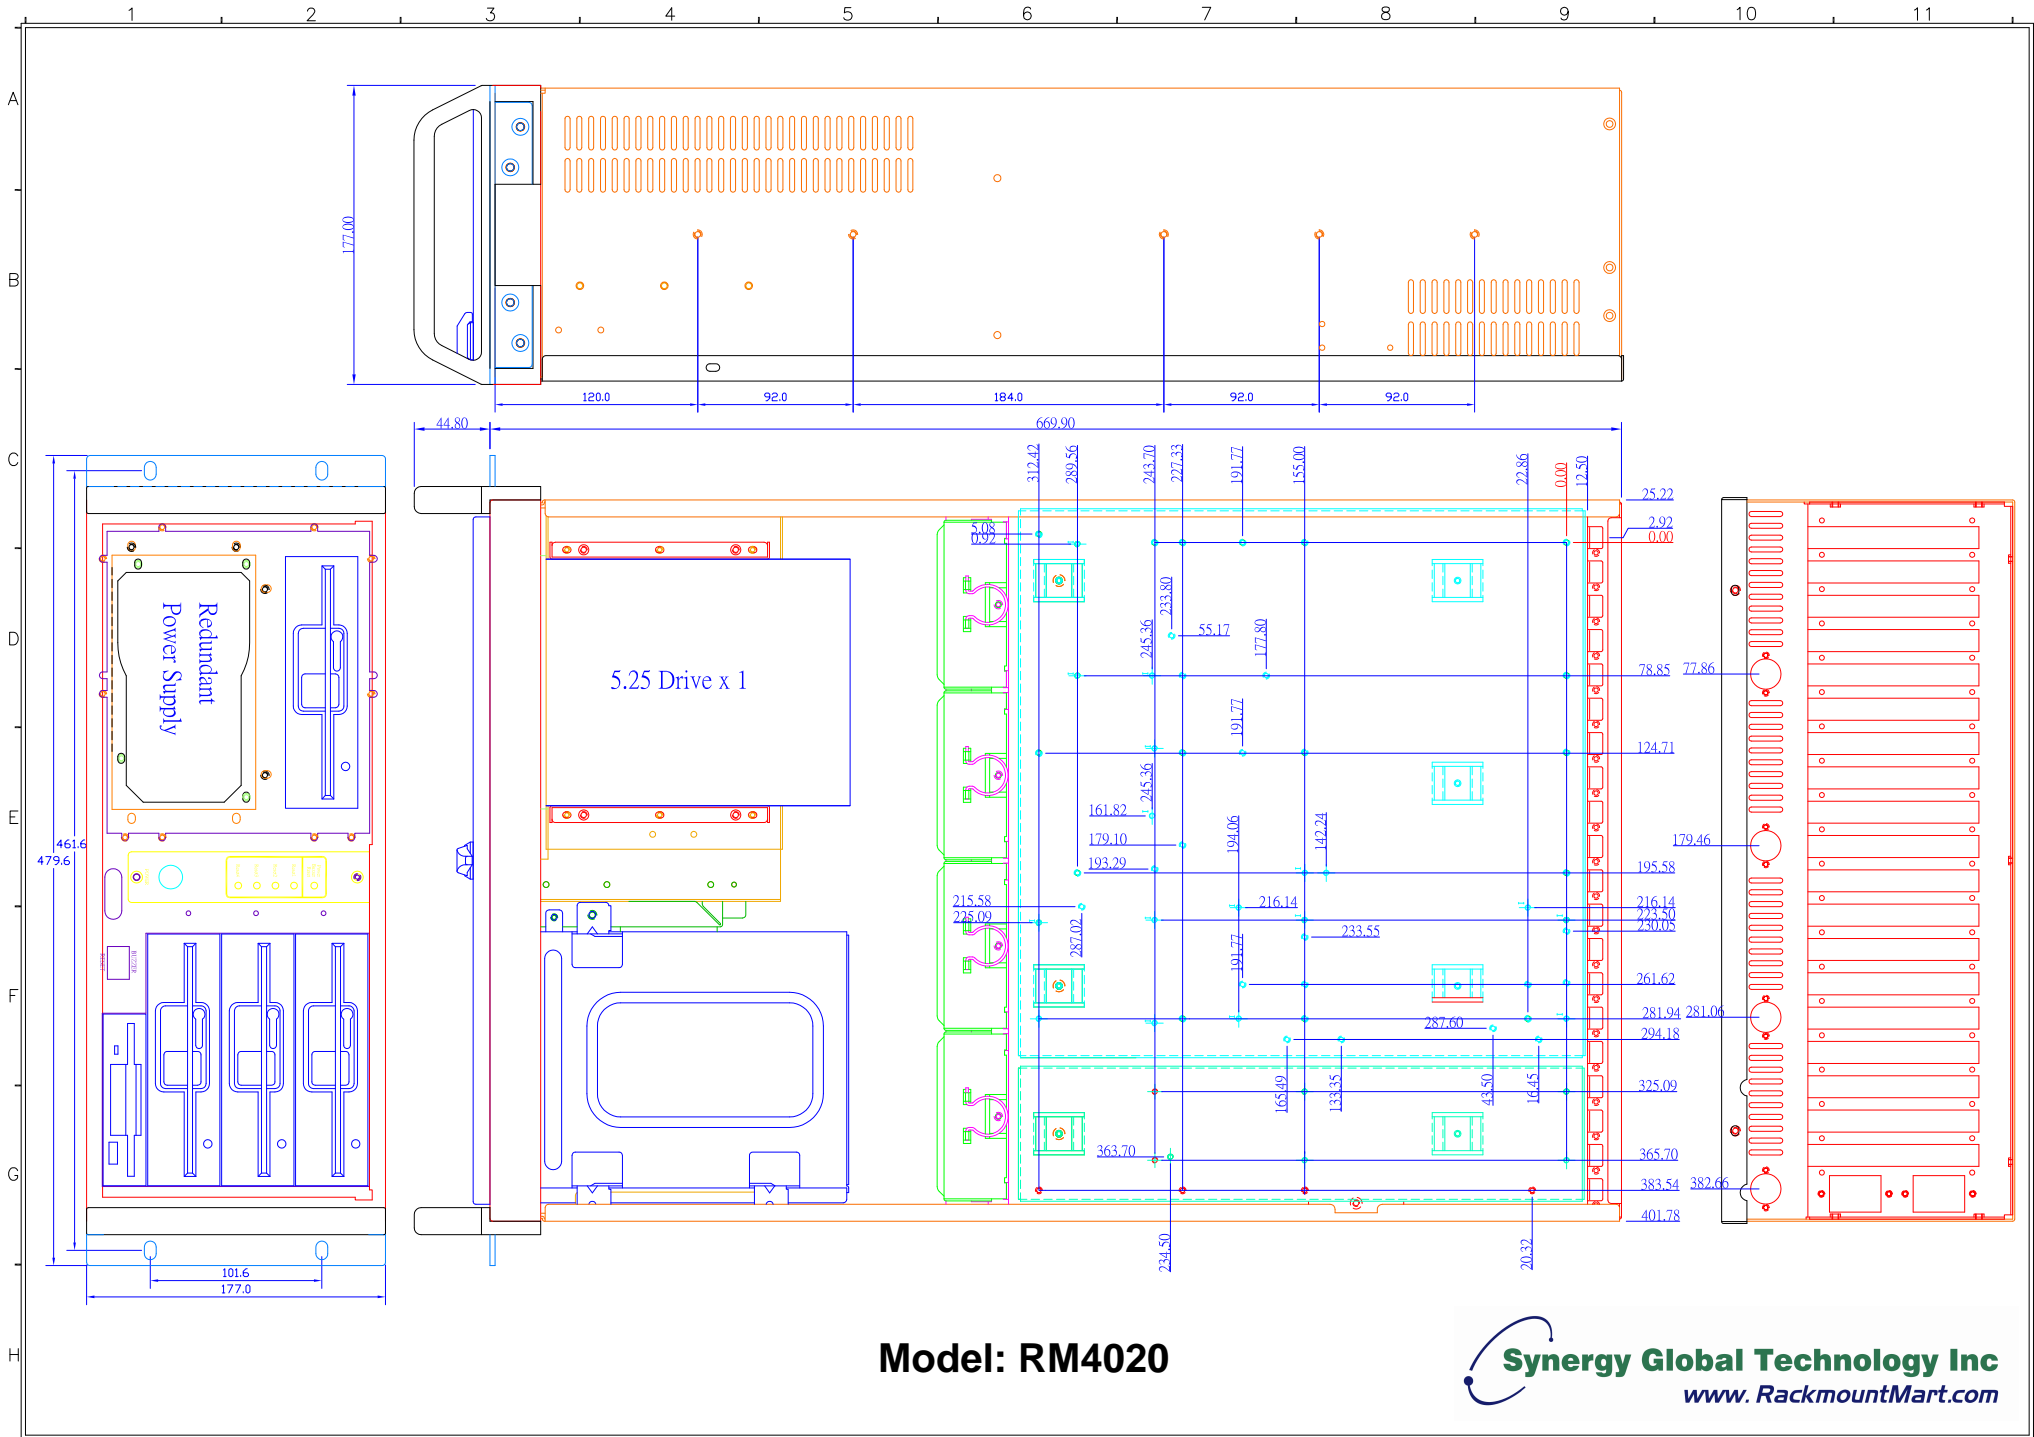 1 2 3 4 5 6 7 8 9 10 11
A
B
C
D
E
F
G
H
177.00
120.0 92.0 184.0 92.0 92.0
44.80 669.90
312.42 289.56 243.70 227.33 191.77 155.00 22.86 0.00 12.50
25.22
2.92
0.00
5.08
0.92
233.80
55.17
245.36
177.80
78.85
77.86
Redundant
Power Supply
5.25 Drive x 1
191.77
124.71
245.36
161.82
179.10
193.29
194.06
142.24
179.46
195.58
461.6
479.6
215.58
225.09
287.02
216.14
233.55
191.77
216.14
223.50
230.05
261.62
RESET
BUZZER
281.94
281.06
287.60
294.18
165.49
133.35
43.50
16.45
325.09
363.70
365.70
383.54
382.66
401.78
234.50
20.32
101.6
177.0
Model: RM4020
Synergy Global Technology Inc
www. RackmountMart.com